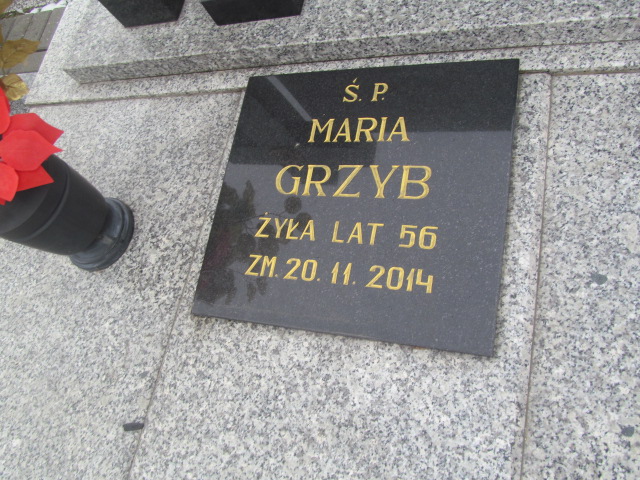 Ś. P.
MARIA
GRZYB
ŻYŁA LAT 56
ZM. 20. 11. 2014